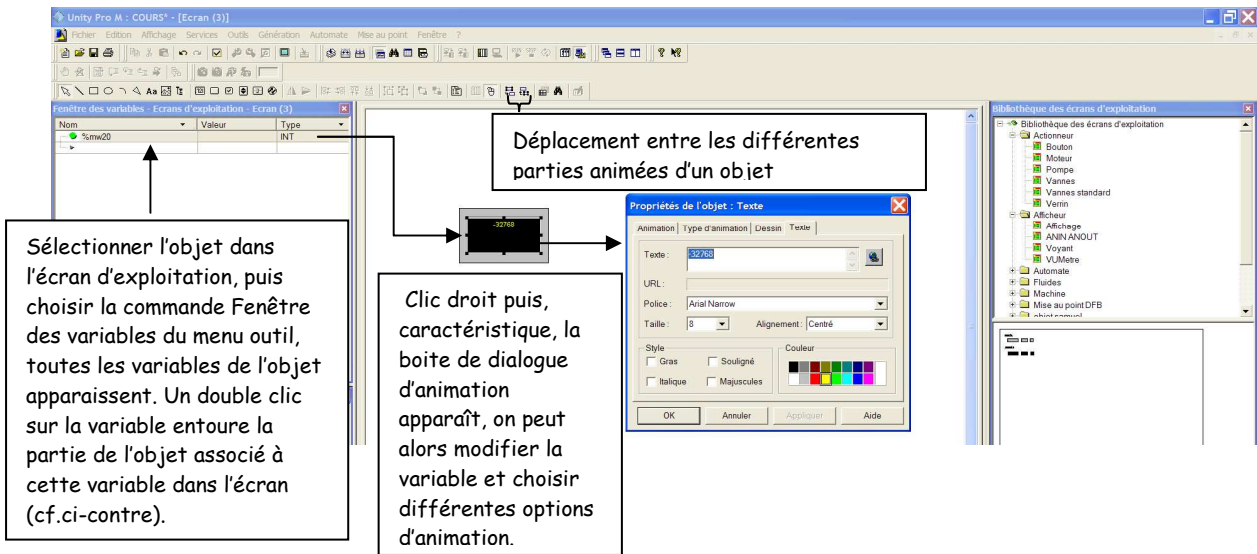 Unity Pro M : COURS* - [Ecran (3)]
Fichier Edition Affichage Services Outils Génération Automate Mise au point Fenêtre ?
Fenêtre des variables - Ecrans d'exploitation - Ecran (3)
Nom Valeur Type
%mw20 INT
Déplacement entre les différentes
parties animées d'un objet
Bibliothèque des écrans d'exploitation
Bibliothèque des écrans d'exploitation
Actionneur
Bouton
Moteur
Pompe
Vannes
Vannes standard
Verrin
Afficheur
Affichage
ANIN ANOUT
Voyant
VUMetre
Automate
Fluides
Machine
Mise au point DFB
objet samuel
Sélectionner l'objet dans
l'écran d'exploitation, puis
choisir la commande Fenêtre
des variables du menu outil,
toutes les variables de l'objet
apparaissent. Un double clic
sur la variable entoure la
partie de l'objet associé à
cette variable dans l'écran
(cf.ci-contre).
-32768
Clic droit puis,
caractéristique, la
boite de dialogue
d'animation
apparaît, on peut
alors modifier la
variable et choisir
différentes options
d'animation.
Propriétés de l'objet : Texte
Animation Type d'animation Dessin Texte
Texte : -32768
URL :
Police : Arial Narrow
Taille : 8 Alignement : Centré
Style Couleur
Gras Souligné
Italique Majuscules
OK Annuler Appliquer Aide